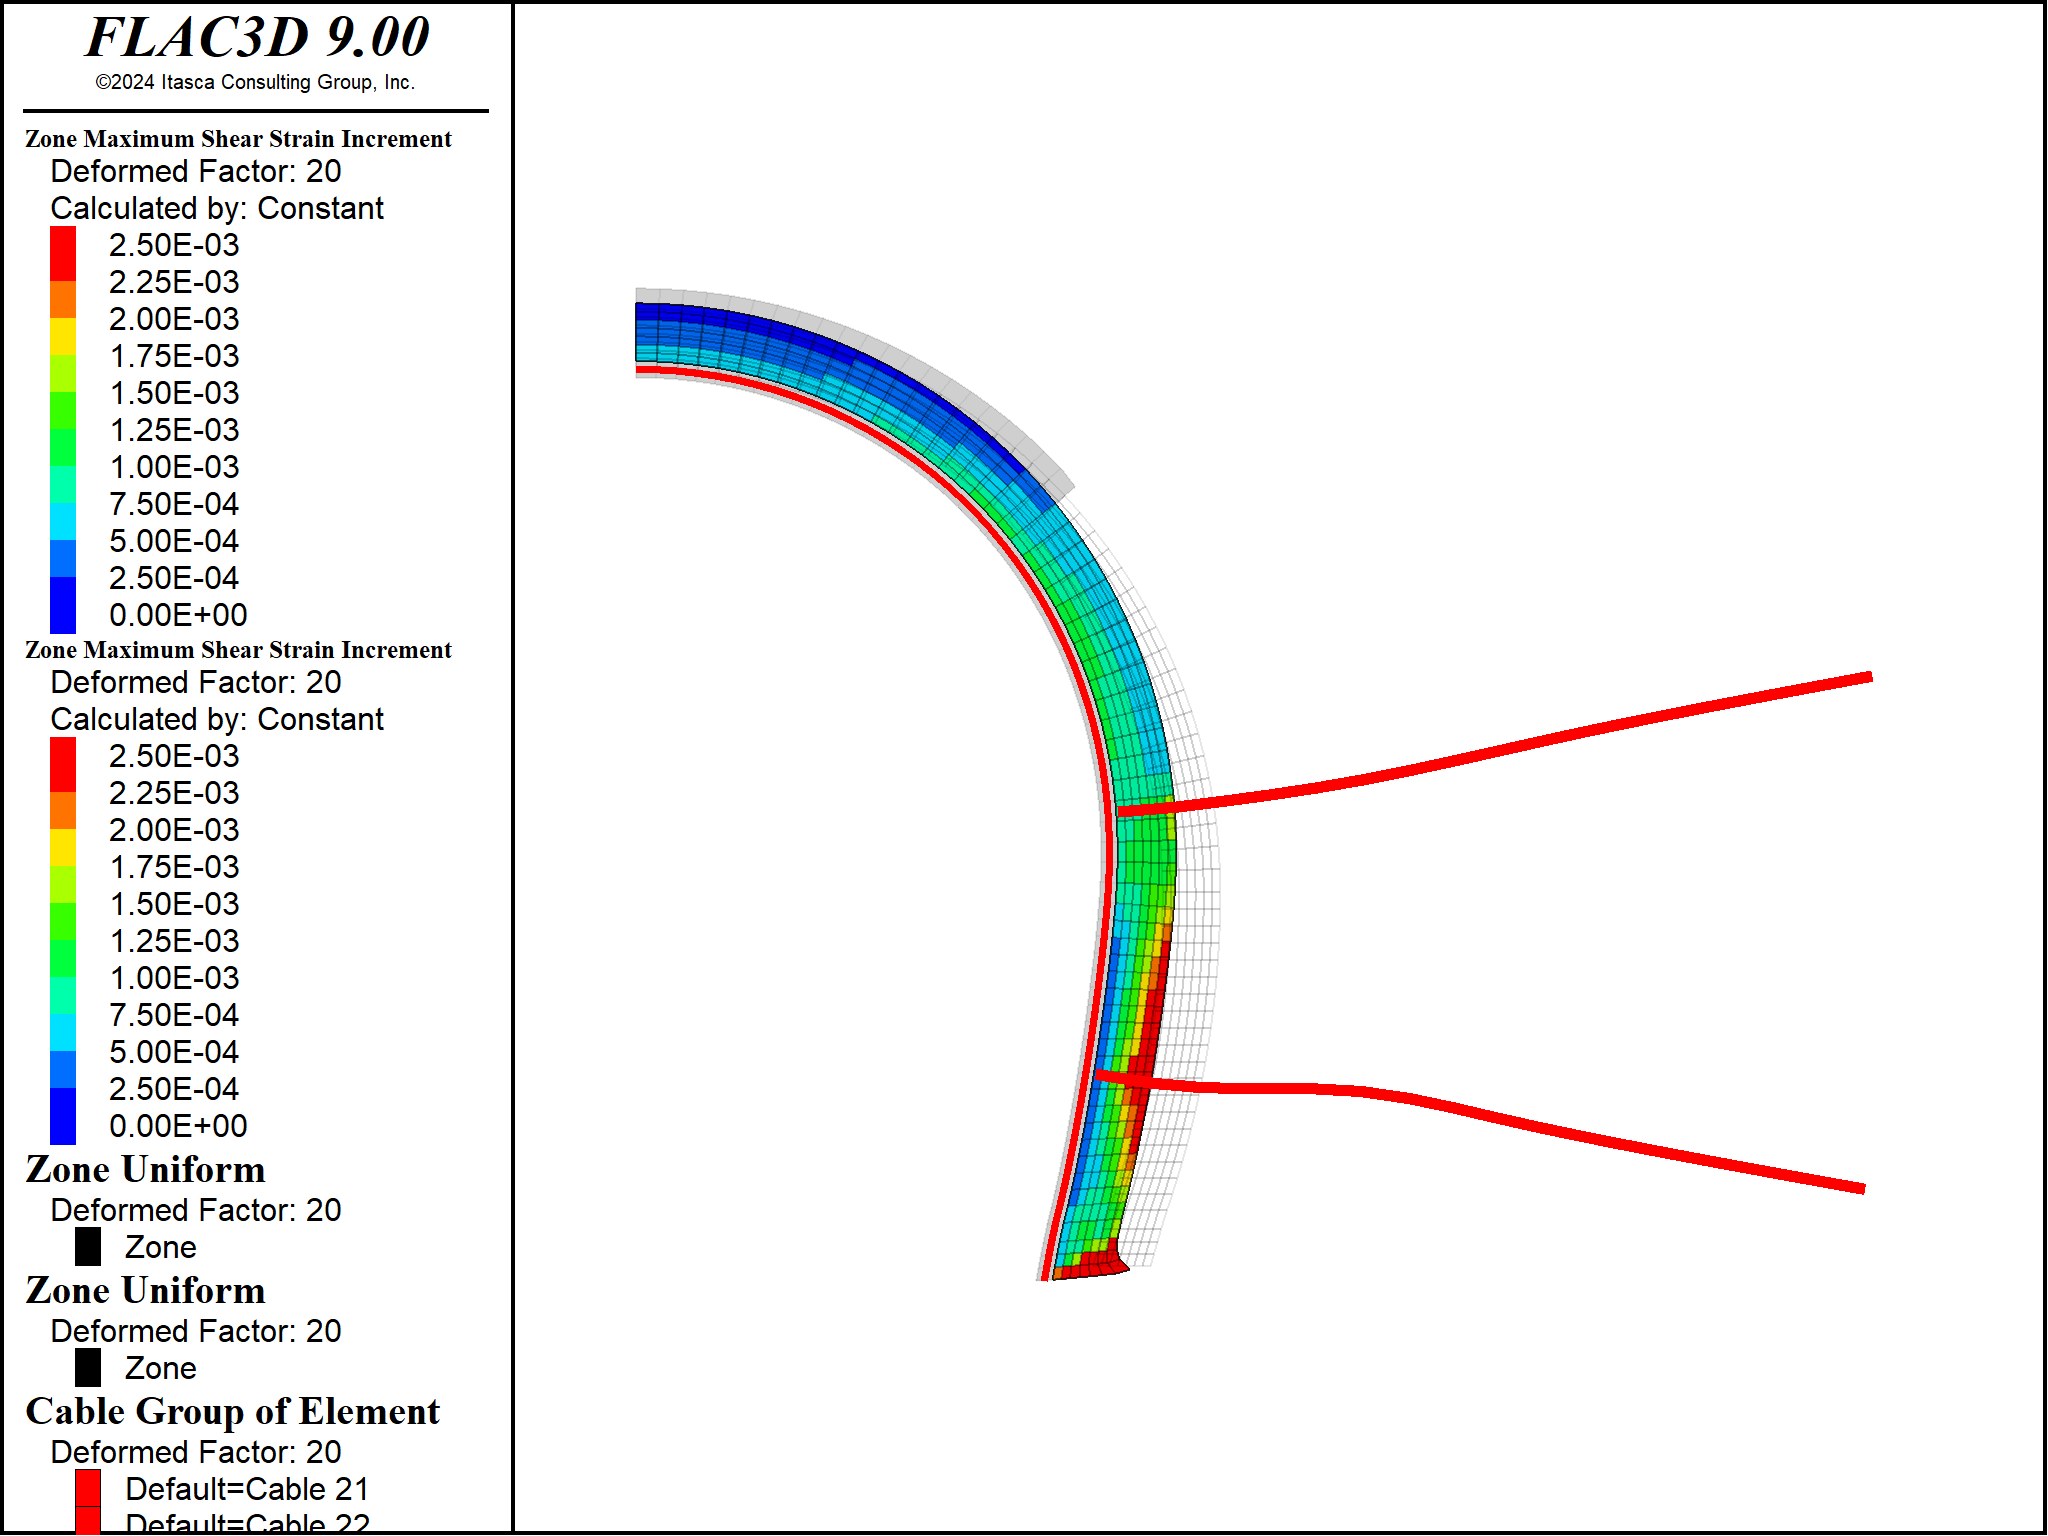 FLAC3D 9.00
©2024 Itasca Consulting Group, Inc.
Zone Maximum Shear Strain Increment
Deformed Factor: 20
Calculated by: Constant
2.50E-03
2.25E-03
2.00E-03
1.75E-03
1.50E-03
1.25E-03
1.00E-03
7.50E-04
5.00E-04
2.50E-04
0.00E+00
Zone Maximum Shear Strain Increment
Deformed Factor: 20
Calculated by: Constant
2.50E-03
2.25E-03
2.00E-03
1.75E-03
1.50E-03
1.25E-03
1.00E-03
7.50E-04
5.00E-04
2.50E-04
0.00E+00
Zone Uniform
Deformed Factor: 20
Zone
Zone Uniform
Deformed Factor: 20
Zone
Cable Group of Element
Deformed Factor: 20
Default=Cable 21
Default=Cable 22